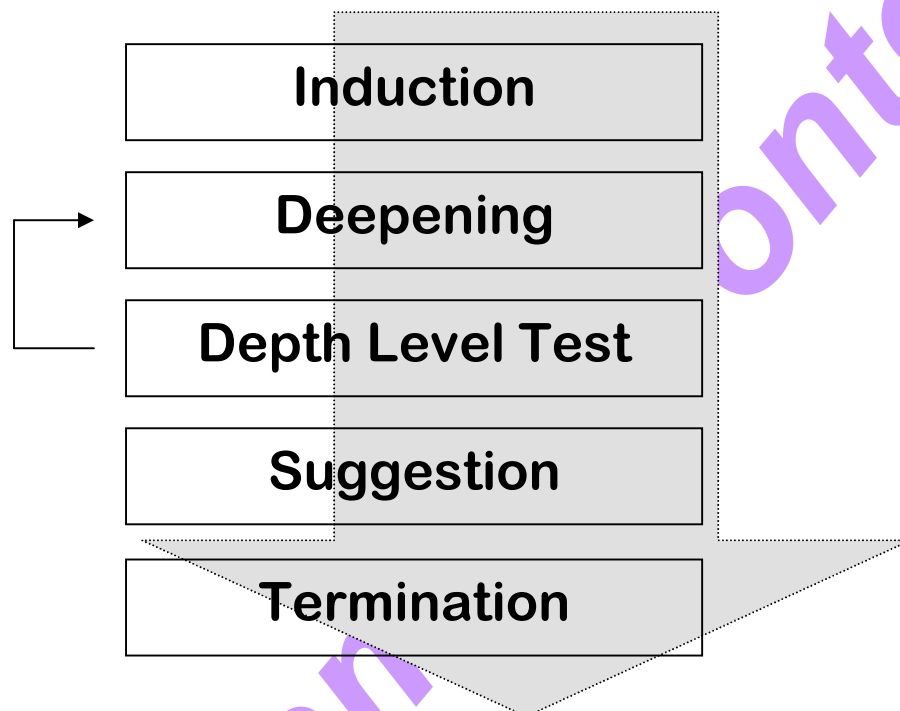 Induction
Deepening
Depth Level Test
Suggestion
Termination